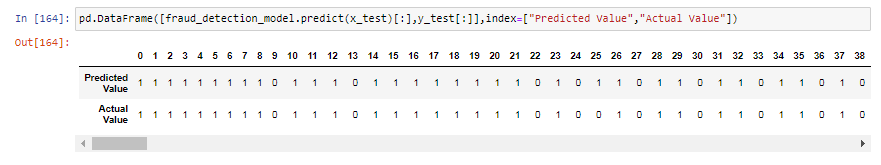 In [164]: pd.DataFrame([fraud_detection_model.predict(x_test)[:],y_test[:]],index=["Predicted Value","Actual Value"])
Out[164]:
0 1 2 3 4 5 6 7 8 9 10 11 12 13 14 15 16 17 18 19 20 21 22 23 24 25 26 27 28 29 30 31 32 33 34 35 36 37 38
Predicted
Value 1 1 1 1 1 1 1 1 1 0 1 1 1 0 1 1 1 1 1 1 1 1 0 1 0 1 1 0 1 1 0 1 1 0 1 1 0 1 0
Actual
Value 1 1 1 1 1 1 1 1 1 0 1 1 1 0 1 1 1 1 1 1 1 1 0 1 0 0 1 0 1 1 0 1 1 0 1 1 0 1 0